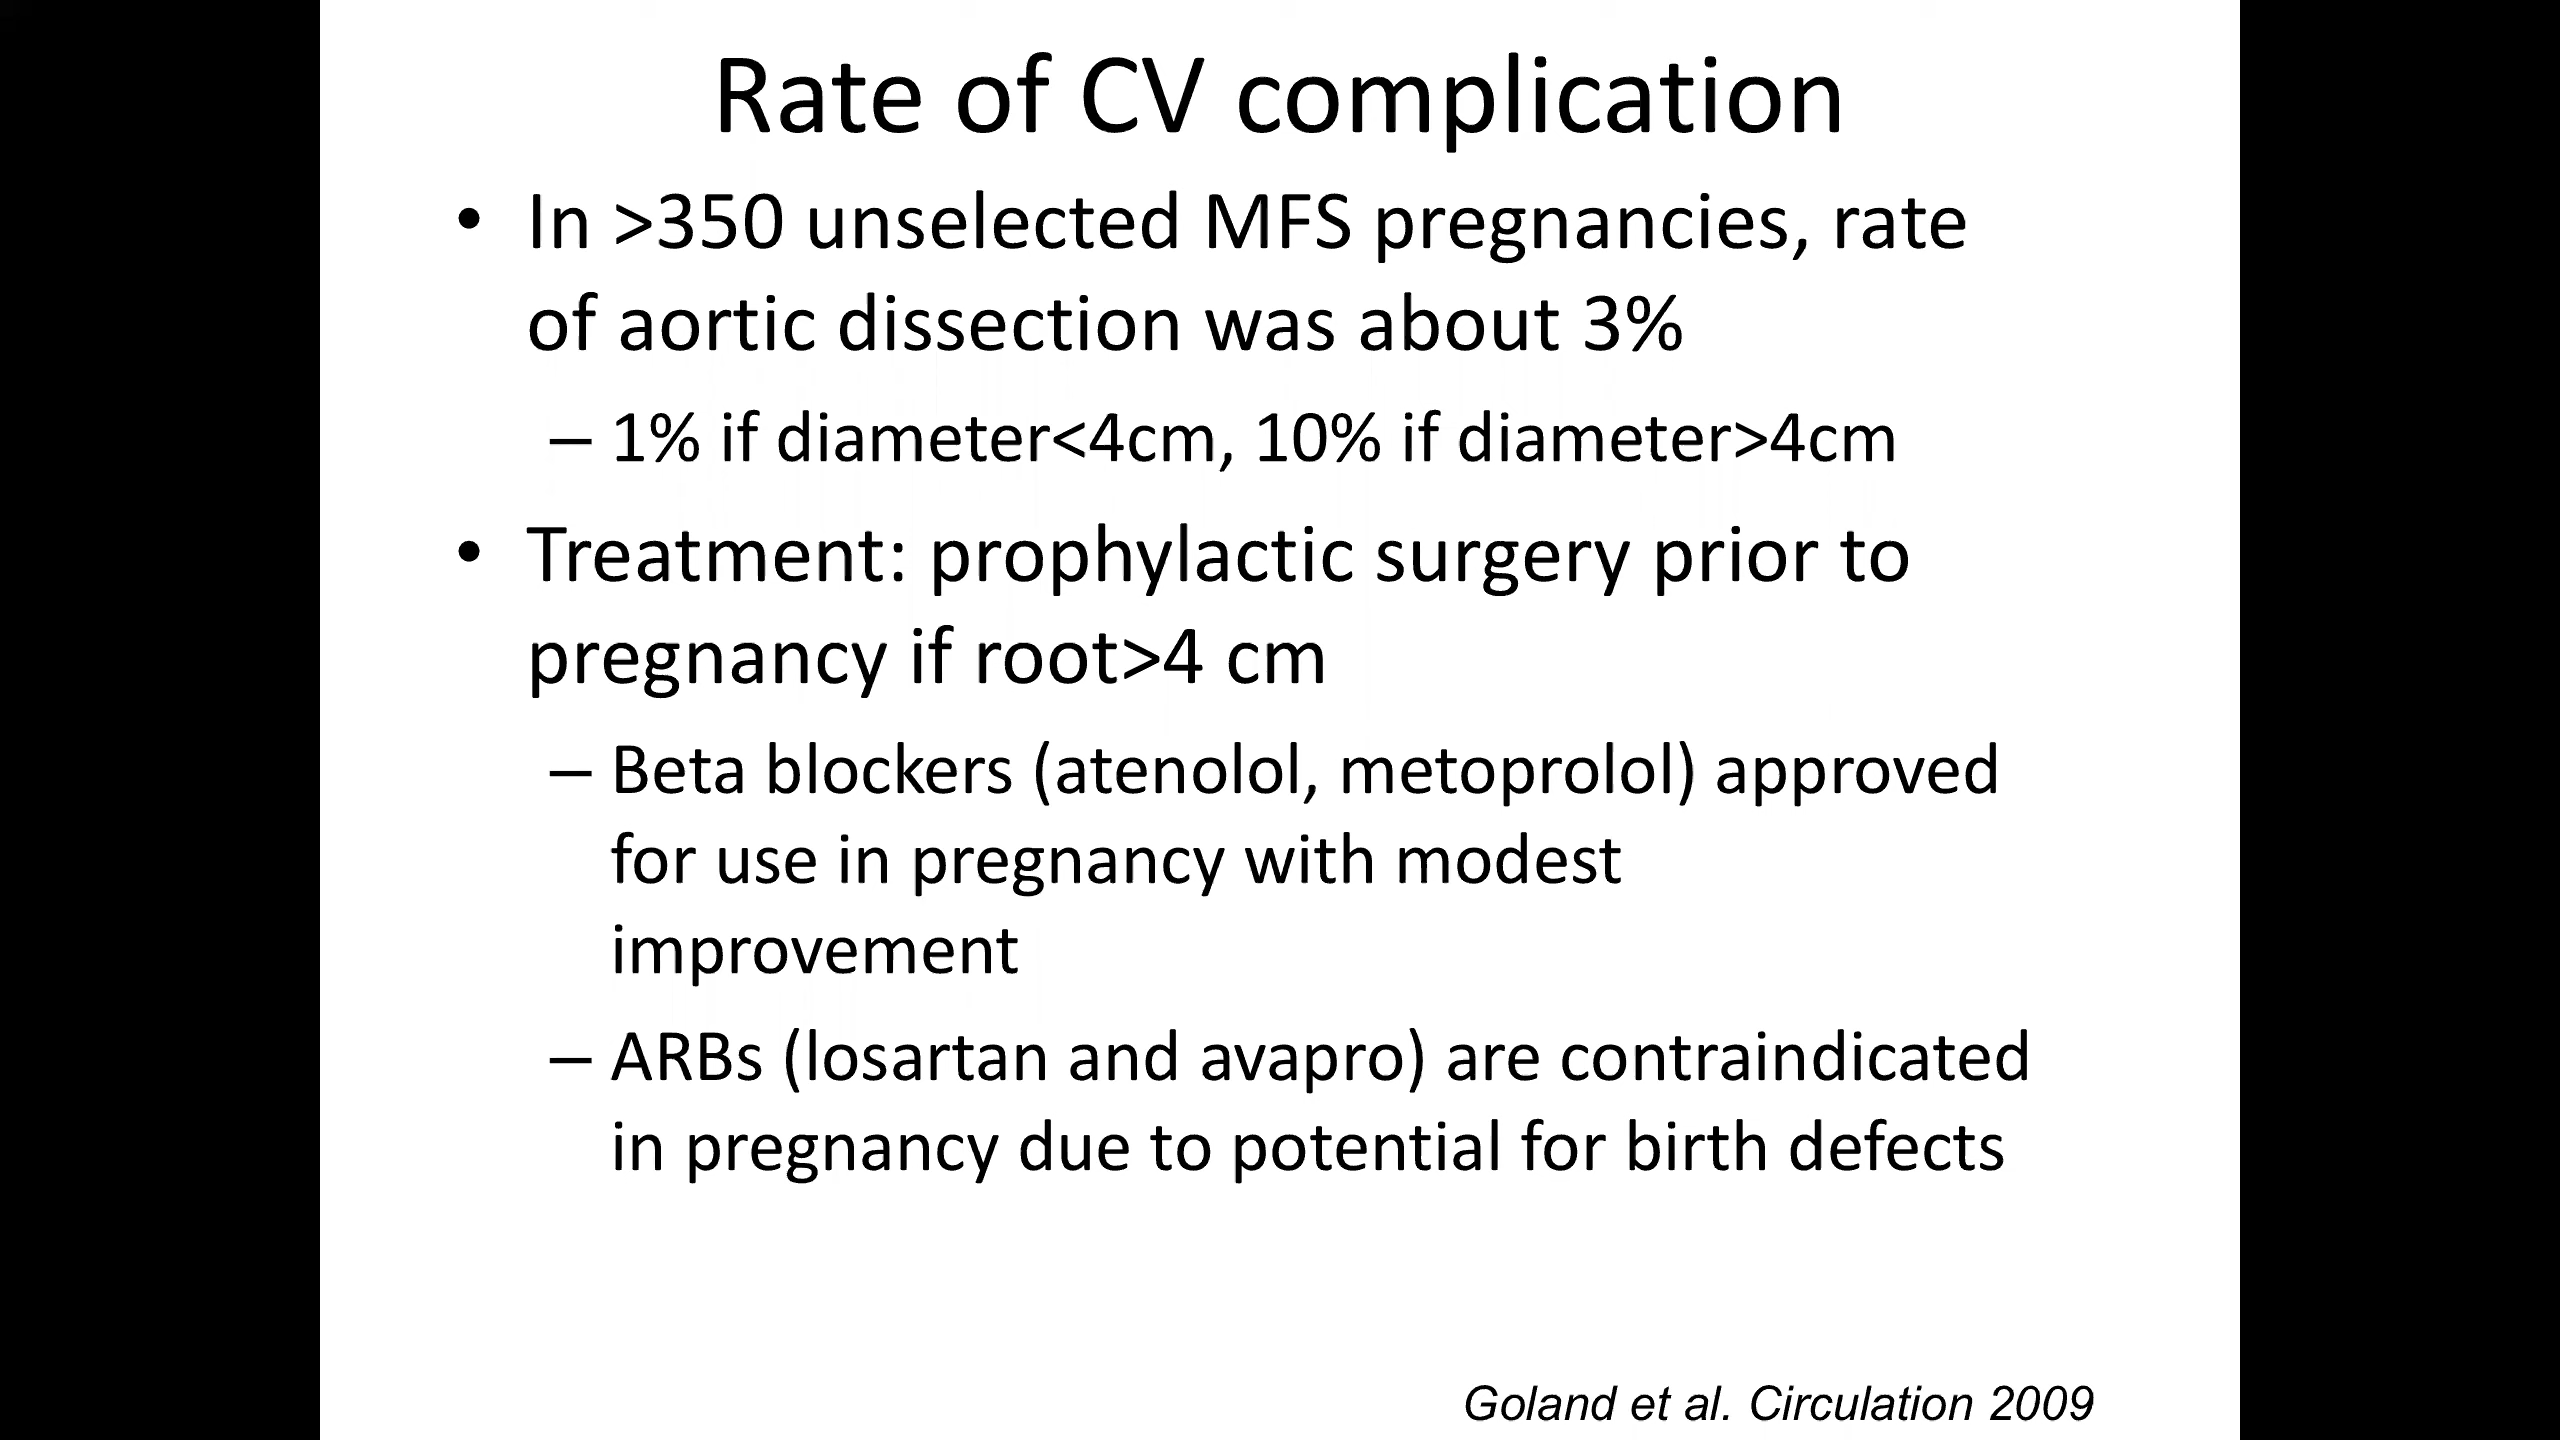 Rate of CV complication
• In >350 unselected MFS pregnancies, rate
of aortic dissection was about 3%
– 1% if diameter<4cm, 10% if diameter>4cm
• Treatment: prophylactic surgery prior to
pregnancy if root>4 cm
– Beta blockers (atenolol, metoprolol) approved
for use in pregnancy with modest
improvement
– ARBs (losartan and avapro) are contraindicated
in pregnancy due to potential for birth defects
Goland et al. Circulation 2009